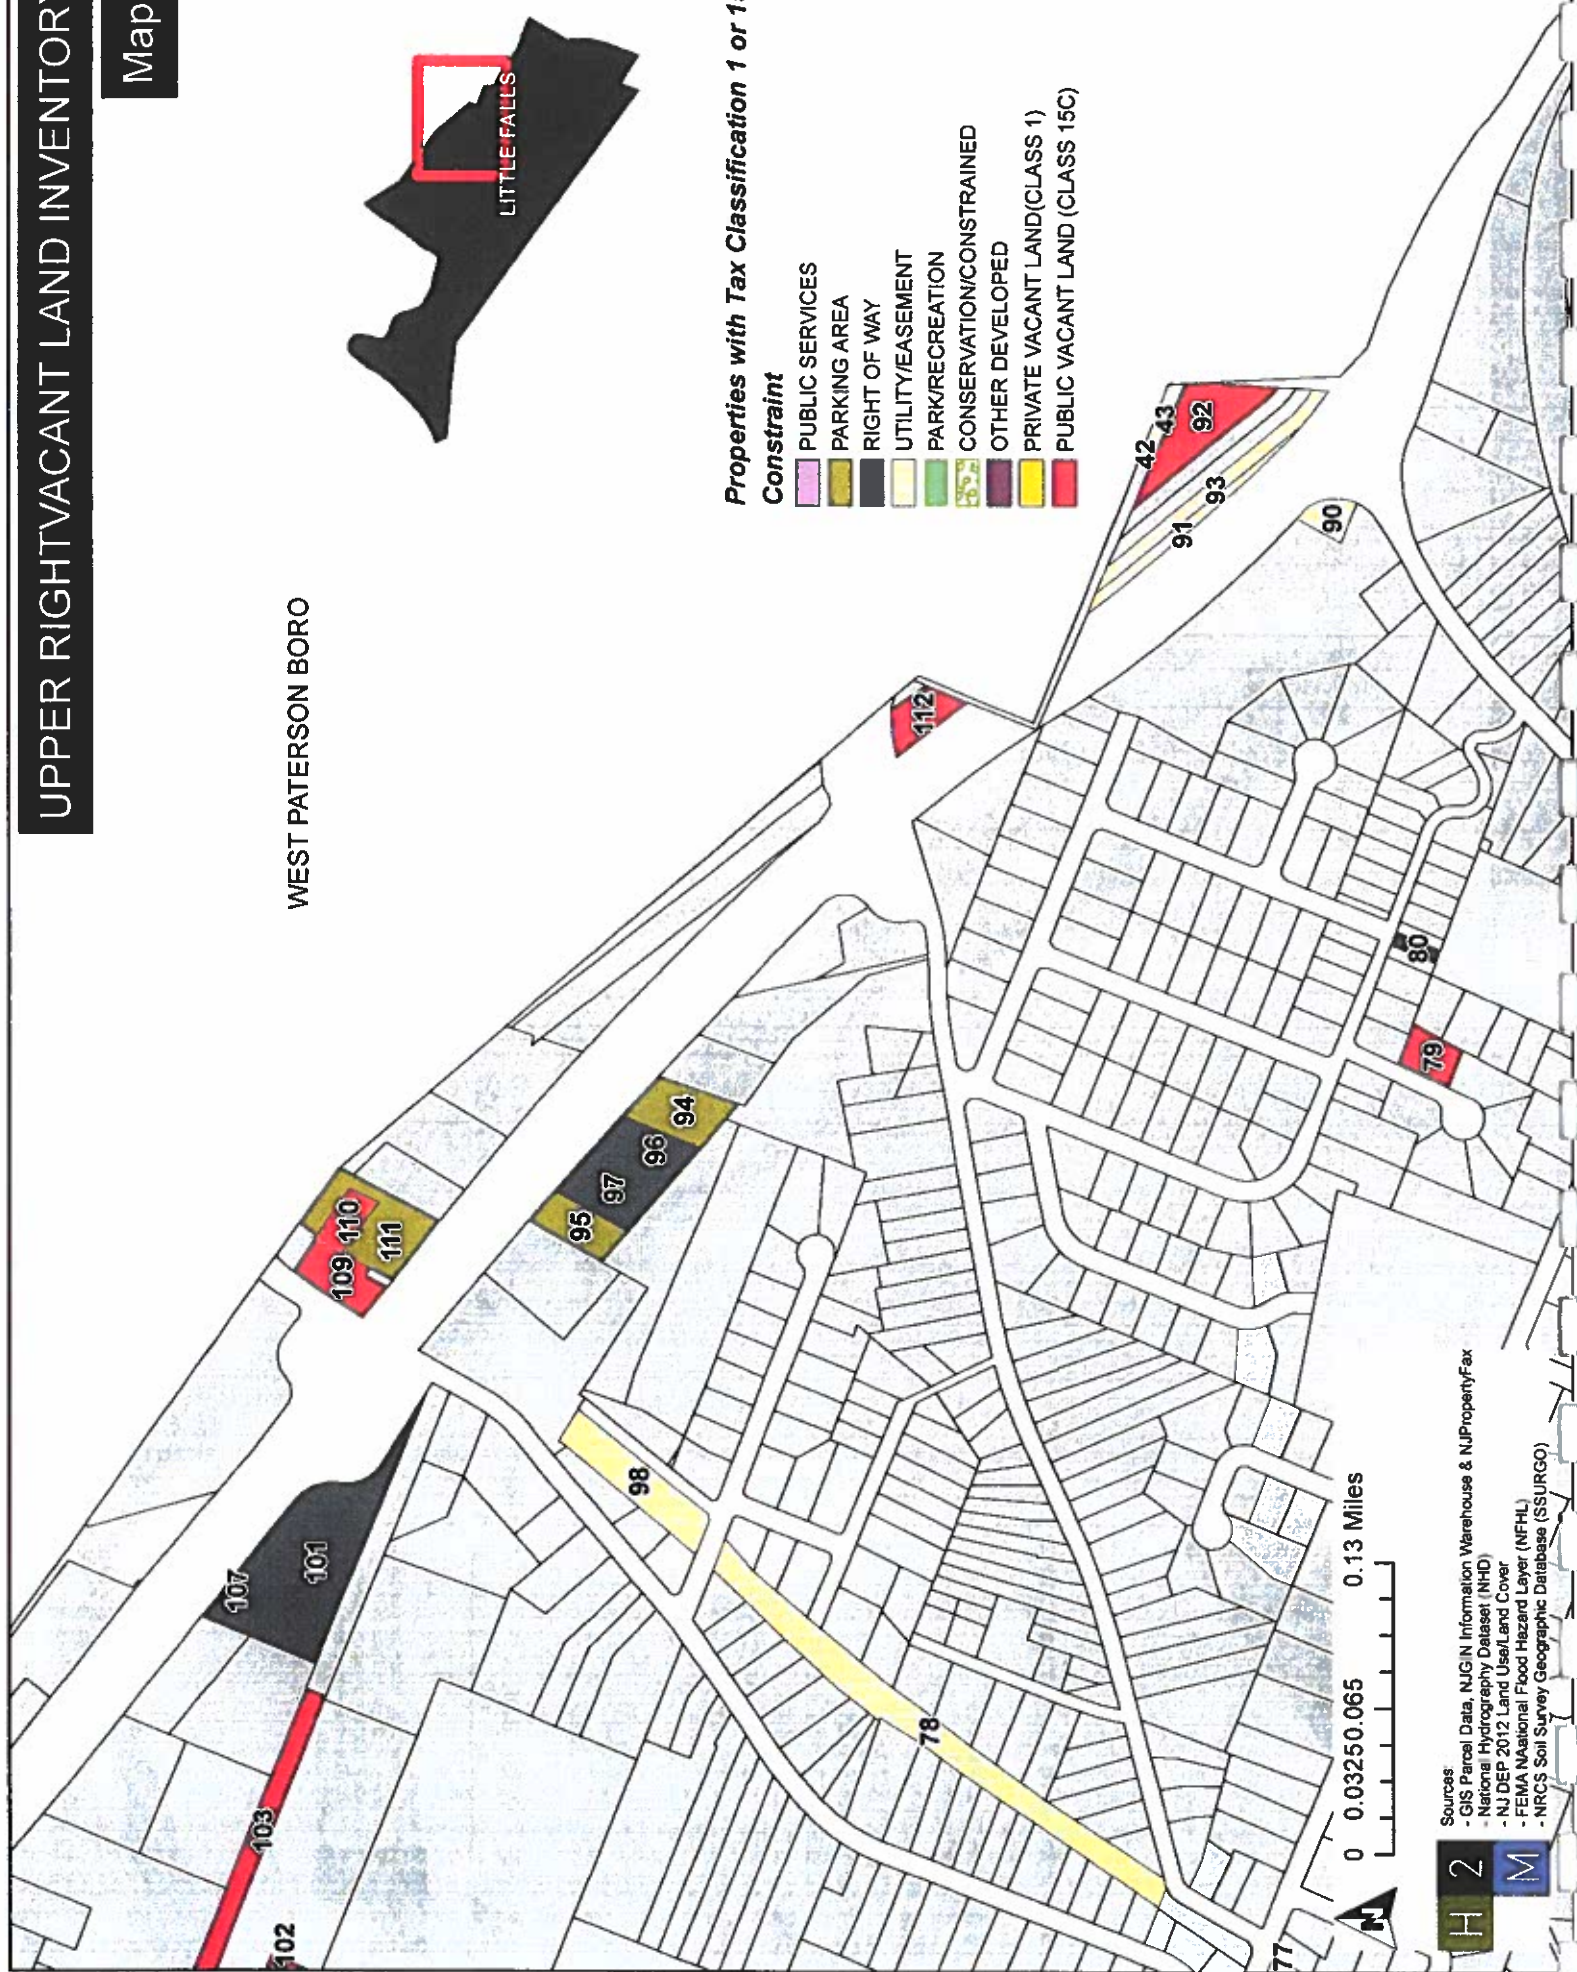 UPPER RIGHTVACANT LAND INVENTORY
Map
LITTLE FALLS
WEST PATERSON BORO
Properties with Tax Classification 1 or 1
Constraint
PUBLIC SERVICES
PARKING AREA
RIGHT OF WAY
UTILITY/EASEMENT
PARK/RECREATION
CONSERVATION/CONSTRAINED
OTHER DEVELOPED
PRIVATE VACANT LAND(CLASS 1)
PUBLIC VACANT LAND (CLASS 15C)
107
101
103
102
109
110
111
95
97
96
94
112
42
43
92
91
93
90
98
78
79
80
77
0 0.03250.065 0.13 Miles
N
H 2
M
Sources:
- GIS Parcel Data, NJGIN Information Warehouse & NJPropertyFax
- National Hydrography Dataset (NHD)
- NJ DEP 2012 Land Use/Land Cover
- FEMA NAational Flood Hazard Layer (NFHL)
- NRCS Soil Survey Geographic Database (SSURGO)